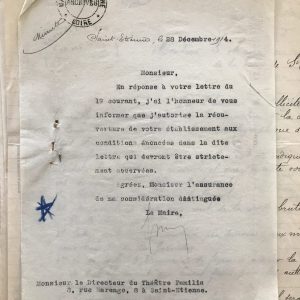 LOIRE
Saint Etienne, le 28 Décembre 1914.
Monsieur,
En réponse à votre lettre du
19 courant, j'ai l'honneur de vous
informer que j'autorise la réou-
verture de votre établissement aux
conditions énoncées dans la dite
lettre qui devront être stricte-
ment observées.
Agréez, Monsieur l'assurance
de ma considération distinguée
Le Maire,
Monsieur le Directeur du Théâtre Familia
8, rue Marengo, 8 à Saint-Etienne.